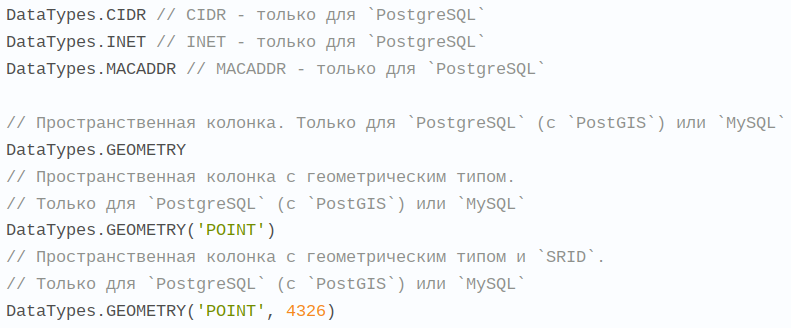 DataTypes.CIDR // CIDR - только для `PostgreSQL`
DataTypes.INET // INET - только для `PostgreSQL`
DataTypes.MACADDR // MACADDR - только для `PostgreSQL`
// Пространственная колонка. Только для `PostgreSQL` (с `PostGIS`) или `MySQL`
DataTypes.GEOMETRY
// Пространственная колонка с геометрическим типом.
// Только для `PostgreSQL` (с `PostGIS`) или `MySQL`
DataTypes.GEOMETRY('POINT')
// Пространственная колонка с геометрическим типом и `SRID`.
// Только для `PostgreSQL` (с `PostGIS`) или `MySQL`
DataTypes.GEOMETRY('POINT', 4326)